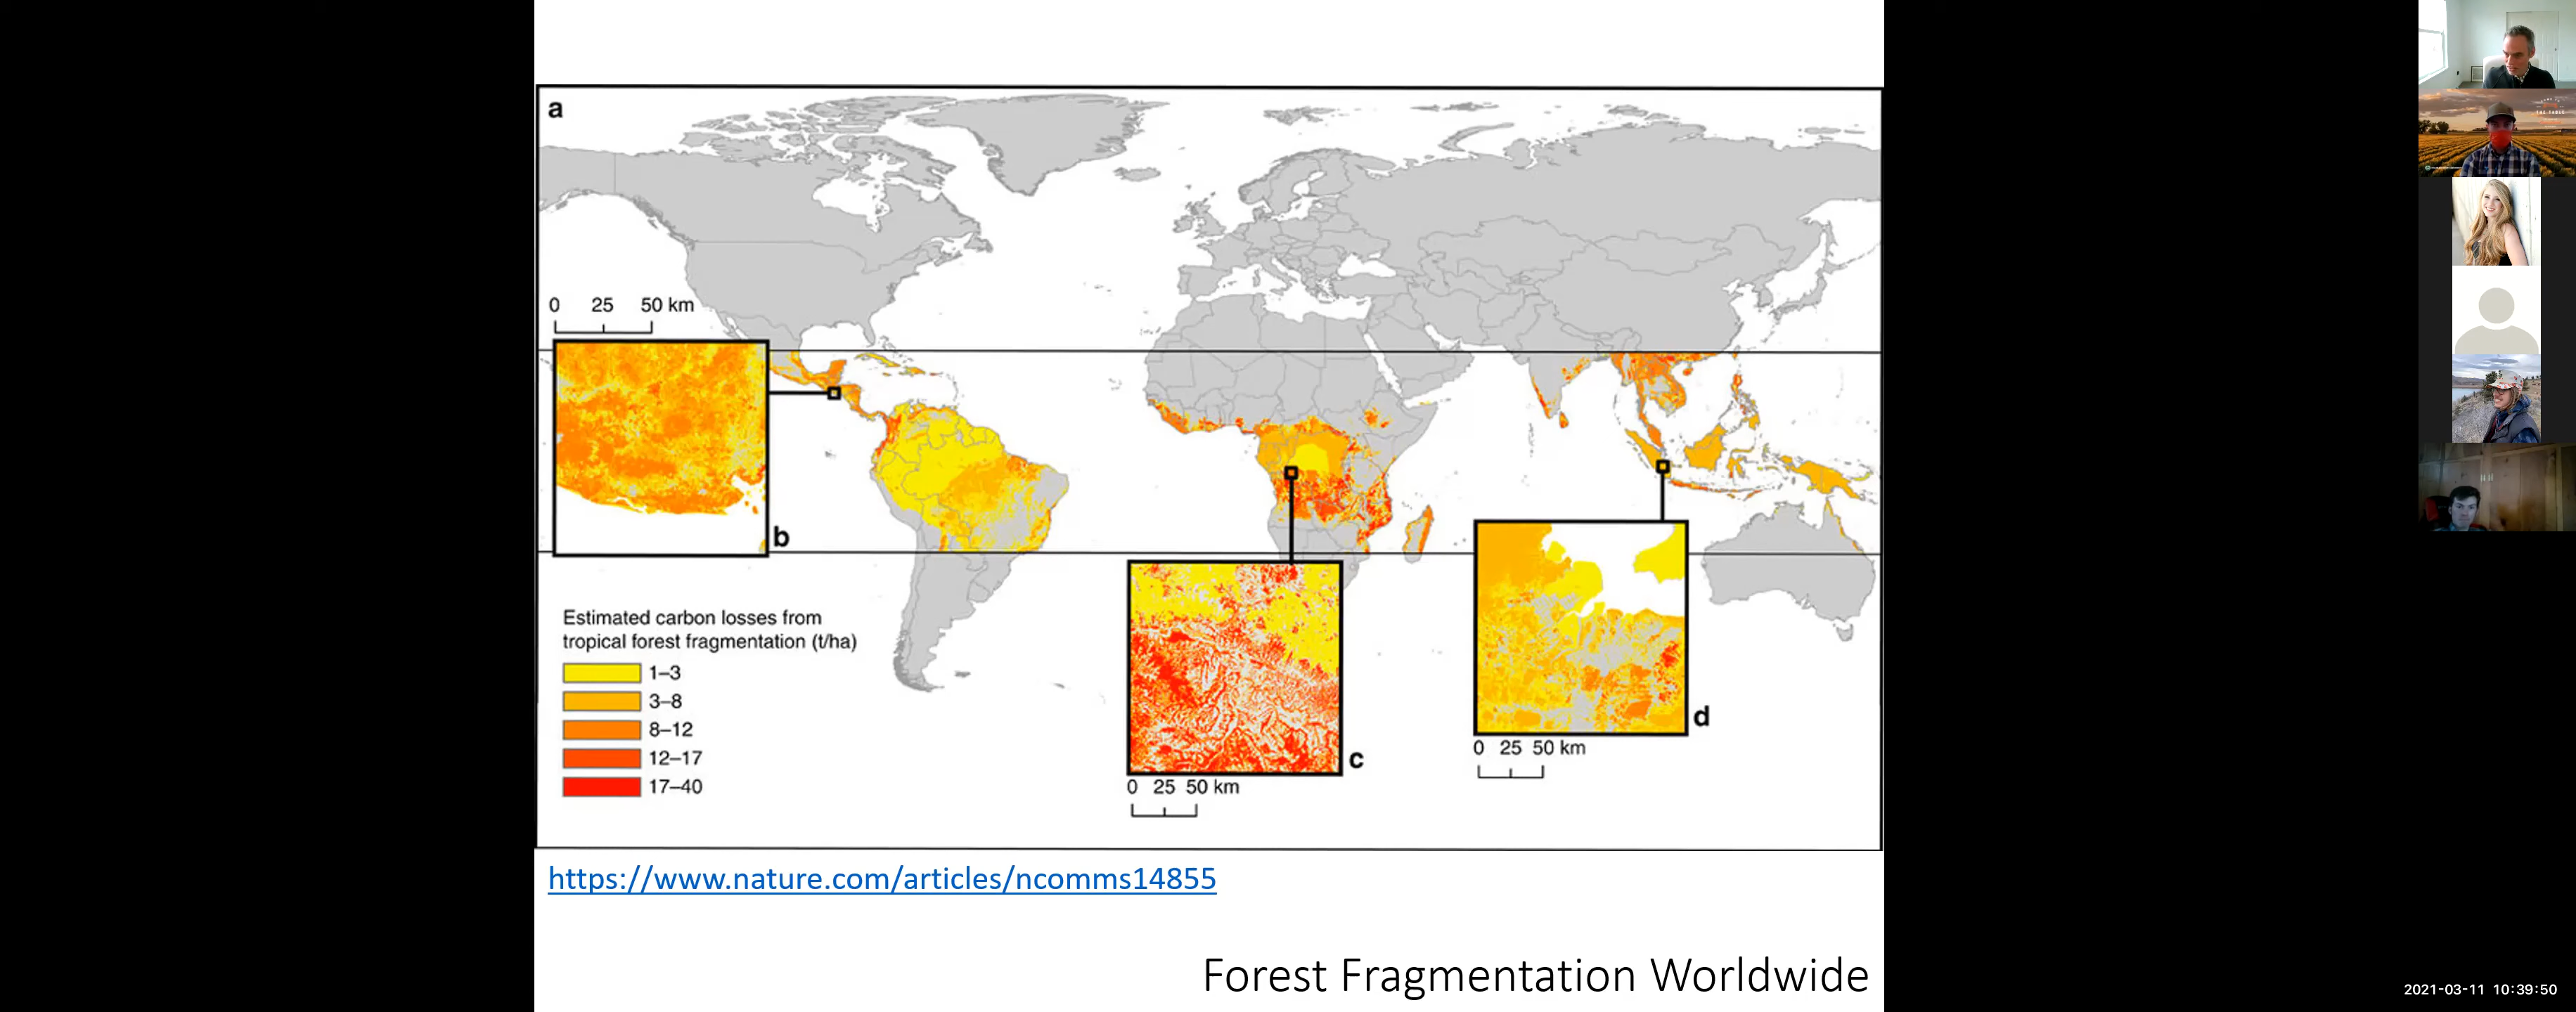 a
0 25 50 km
b
Estimated carbon losses from
tropical forest fragmentation (t/ha)
1–3
3–8
8–12
12–17
17–40
c
0 25 50 km
d
0 25 50 km
https://www.nature.com/articles/ncomms14855
Forest Fragmentation Worldwide
THE TABLE
2021-03-11 10:39:50